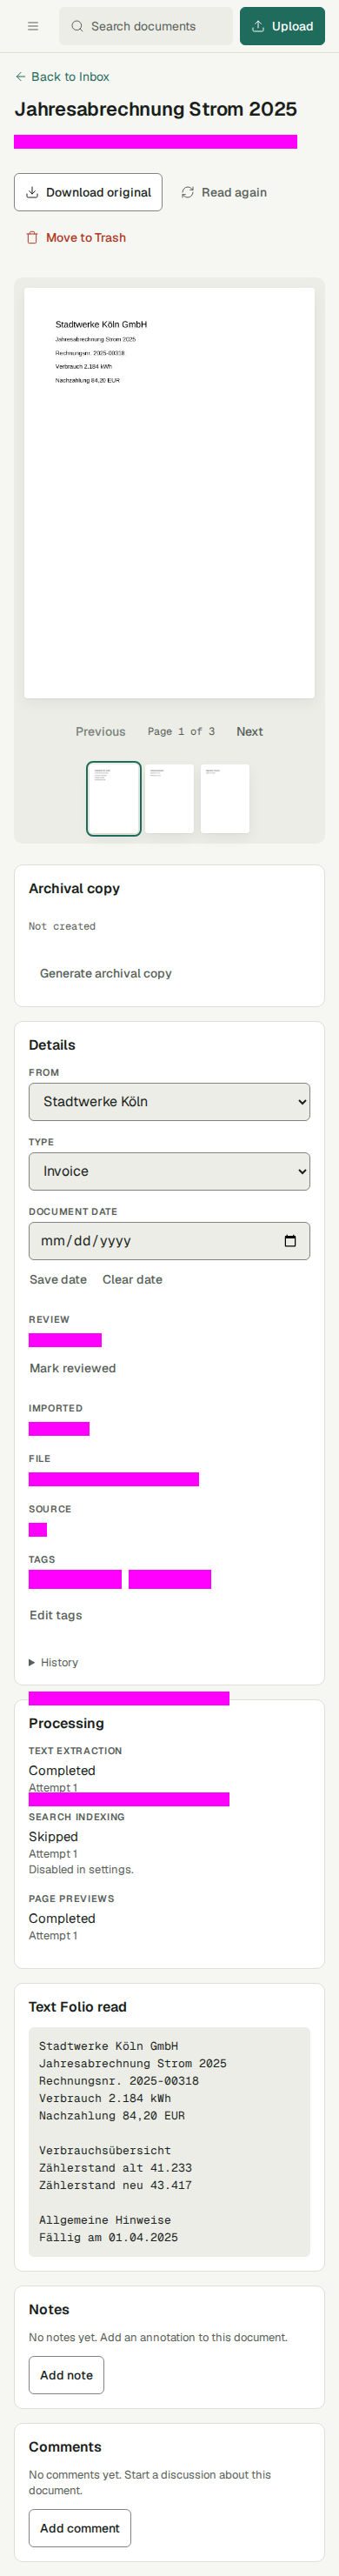 Search documents
Upload
← Back to Inbox
Jahresabrechnung Strom 2025
Download original
Read again
Move to Trash
Stadtwerke Köln GmbH
Jahresabrechnung Strom 2025
Rechnungsnr. 2025-00318
Verbrauch 2.184 kWh
Nachzahlung 84,20 EUR
Previous
Page 1 of 3
Next
Archival copy
Not created
Generate archival copy
Details
FROM
Stadtwerke Köln
TYPE
Invoice
DOCUMENT DATE
mm/dd/yyyy
Save date
Clear date
REVIEW
Mark reviewed
IMPORTED
FILE
SOURCE
TAGS
Edit tags
History
Processing
TEXT EXTRACTION
Completed
Attempt 1
SEARCH INDEXING
Skipped
Attempt 1
Disabled in settings.
PAGE PREVIEWS
Completed
Attempt 1
Text Folio read
Stadtwerke Köln GmbH
Jahresabrechnung Strom 2025
Rechnungsnr. 2025-00318
Verbrauch 2.184 kWh
Nachzahlung 84,20 EUR
Verbrauchsübersicht
Zählerstand alt 41.233
Zählerstand neu 43.417
Allgemeine Hinweise
Fällig am 01.04.2025
Notes
No notes yet. Add an annotation to this document.
Add note
Comments
No comments yet. Start a discussion about this
document.
Add comment